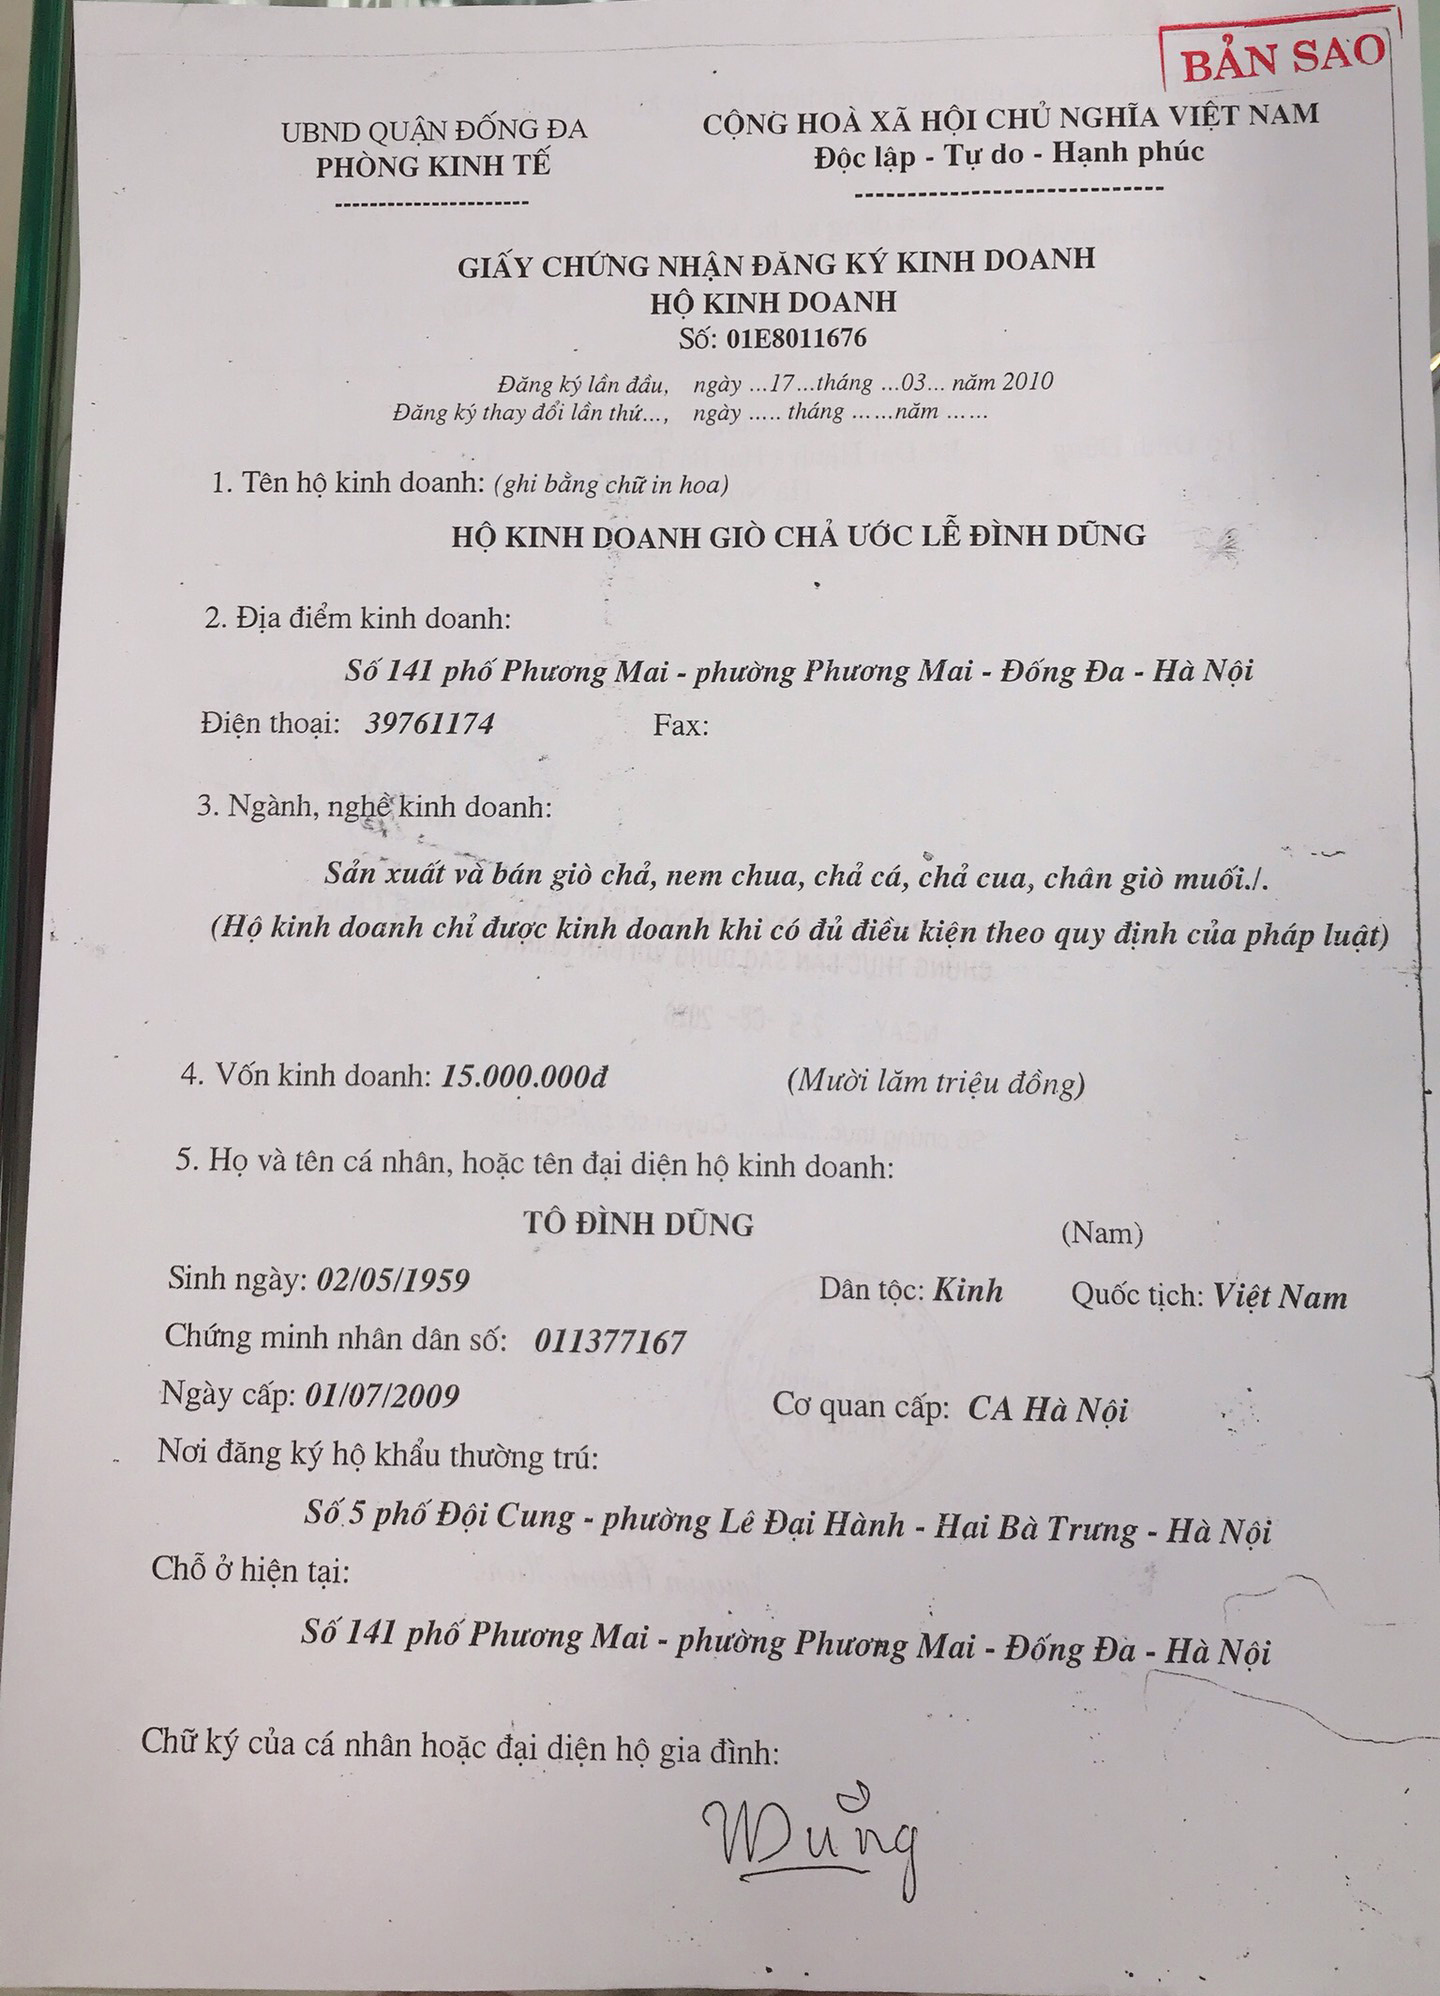 BẢN SAO
UBND QUẬN ĐỐNG ĐA
PHÒNG KINH TẾ
----------------------
CỘNG HOÀ XÃ HỘI CHỦ NGHĨA VIỆT NAM
Độc lập - Tự do - Hạnh phúc
-----------------------------
GIẤY CHỨNG NHẬN ĐĂNG KÝ KINH DOANH
HỘ KINH DOANH
Số: 01E8011676
Đăng ký lần đầu, ngày ...17...tháng ...03... năm 2010
Đăng ký thay đổi lần thứ..., ngày ..... tháng ......năm ......
1. Tên hộ kinh doanh: (ghi bằng chữ in hoa)
HỘ KINH DOANH GIÒ CHẢ ƯỚC LỄ ĐÌNH DŨNG
2. Địa điểm kinh doanh:
Số 141 phố Phương Mai - phường Phương Mai - Đống Đa - Hà Nội
Điện thoại: 39761174 Fax:
3. Ngành, nghề kinh doanh:
Sản xuất và bán giò chả, nem chua, chả cá, chả cua, chân giò muối./.
(Hộ kinh doanh chỉ được kinh doanh khi có đủ điều kiện theo quy định của pháp luật)
4. Vốn kinh doanh: 15.000.000đ (Mười lăm triệu đồng)
5. Họ và tên cá nhân, hoặc tên đại diện hộ kinh doanh:
TÔ ĐÌNH DŨNG (Nam)
Sinh ngày: 02/05/1959 Dân tộc: Kinh Quốc tịch: Việt Nam
Chứng minh nhân dân số: 011377167
Ngày cấp: 01/07/2009 Cơ quan cấp: CA Hà Nội
Nơi đăng ký hộ khẩu thường trú:
Số 5 phố Đội Cung - phường Lê Đại Hành - Hai Bà Trưng - Hà Nội
Chỗ ở hiện tại:
Số 141 phố Phương Mai - phường Phương Mai - Đống Đa - Hà Nội
Chữ ký của cá nhân hoặc đại diện hộ gia đình: